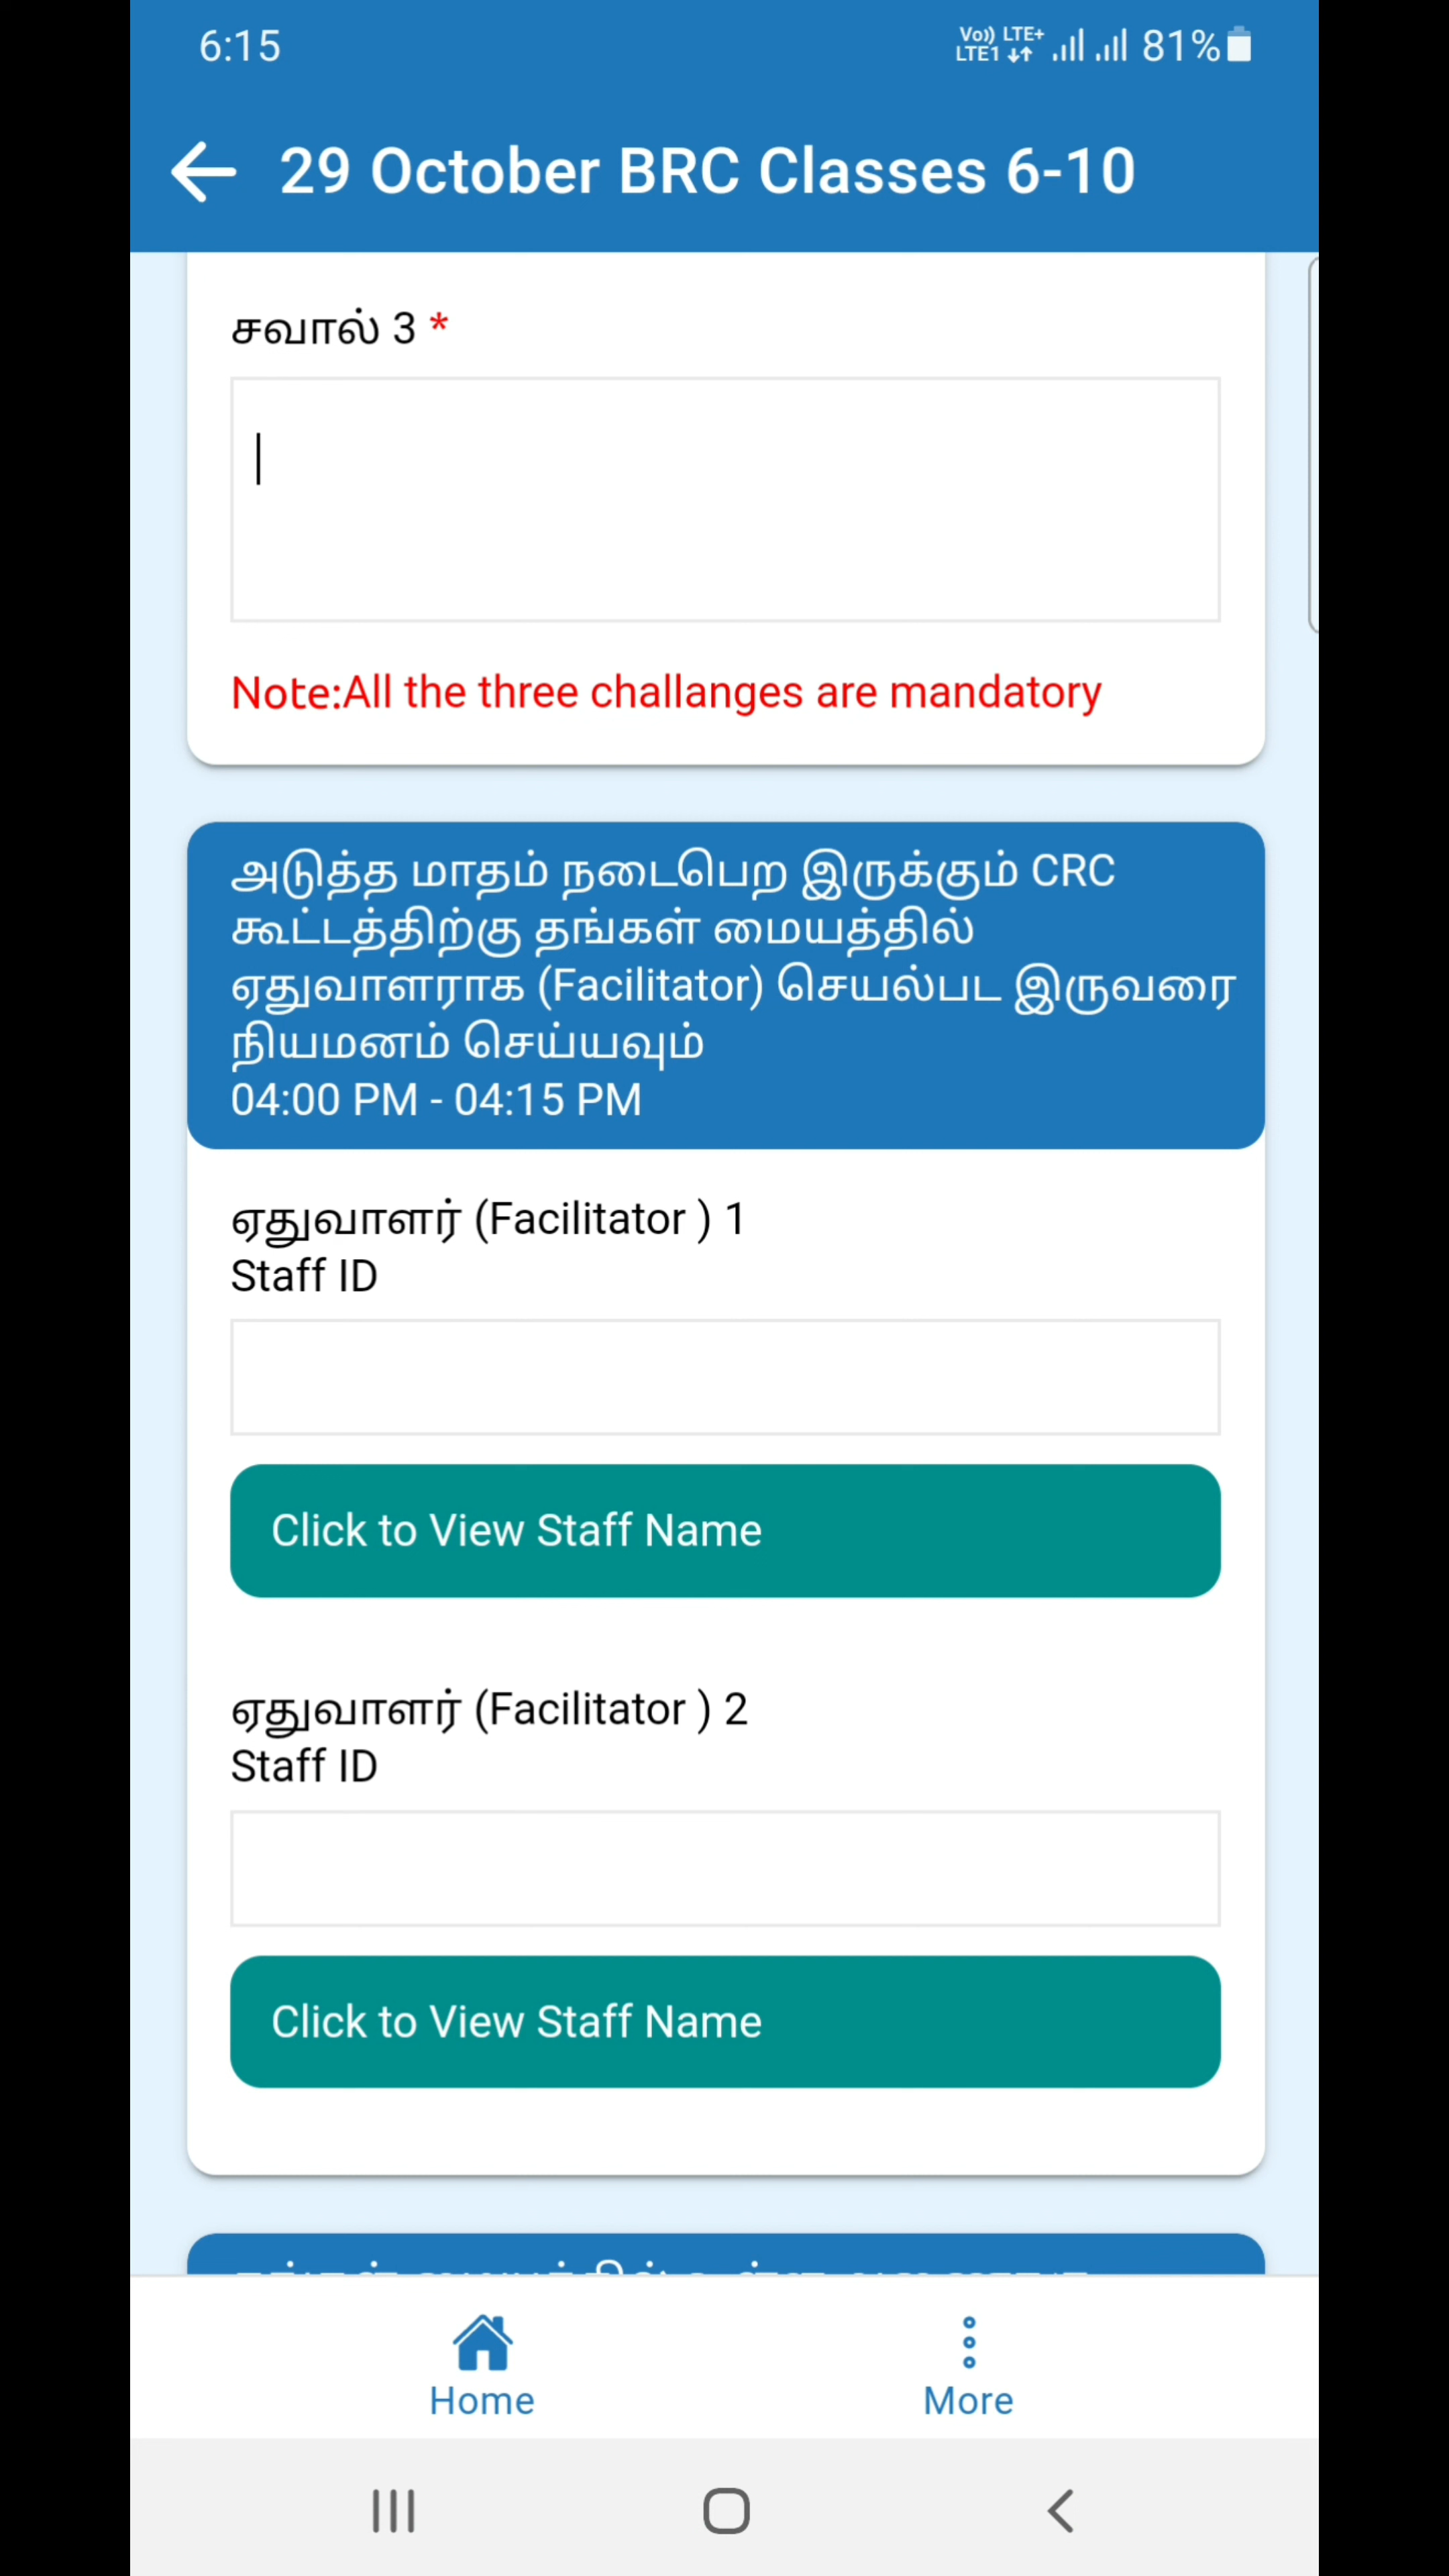 6:15
Vo)) LTE+
LTE1 81%
29 October BRC Classes 6-10
சவால் 3 *
Note:All the three challanges are mandatory
அடுத்த மாதம் நடைபெற இருக்கும் CRC
கூட்டத்திற்கு தங்கள் மையத்தில்
ஏதுவாளராக (Facilitator) செயல்பட இருவரை
நியமனம் செய்யவும்
04:00 PM - 04:15 PM
ஏதுவாளர் (Facilitator ) 1
Staff ID
Click to View Staff Name
ஏதுவாளர் (Facilitator ) 2
Staff ID
Click to View Staff Name
Home
More